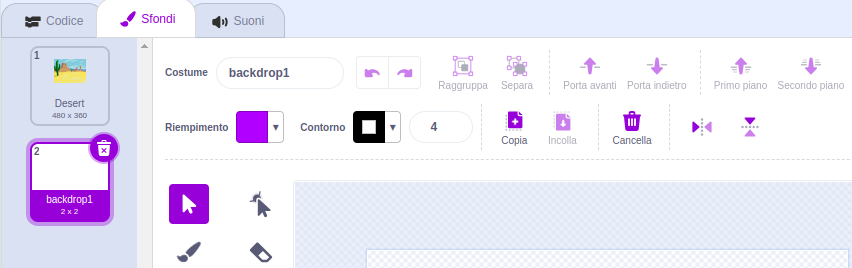 Codice
Sfondi
Suoni
1
Desert
480 x 360
2
backdrop1
2 x 2
Costume
backdrop1
Raggruppa
Separa
Porta avanti
Porta indietro
Primo piano
Secondo piano
Riempimento
Contorno
4
Copia
Incolla
Cancella